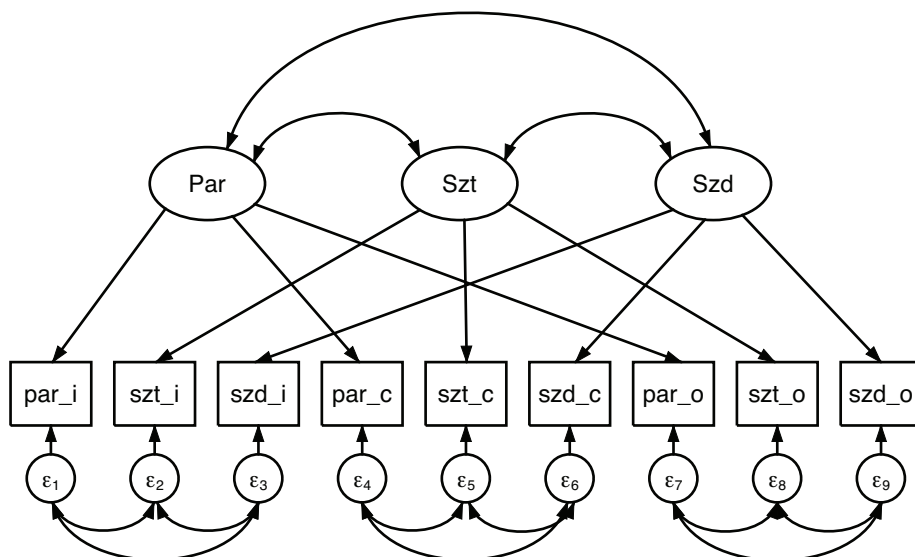 Par Szt Szd
par_i szt_i szd_i par_c szt_c szd_c par_o szt_o szd_o
ε₁ ε₂ ε₃ ε₄ ε₅ ε₆ ε₇ ε₈ ε₉